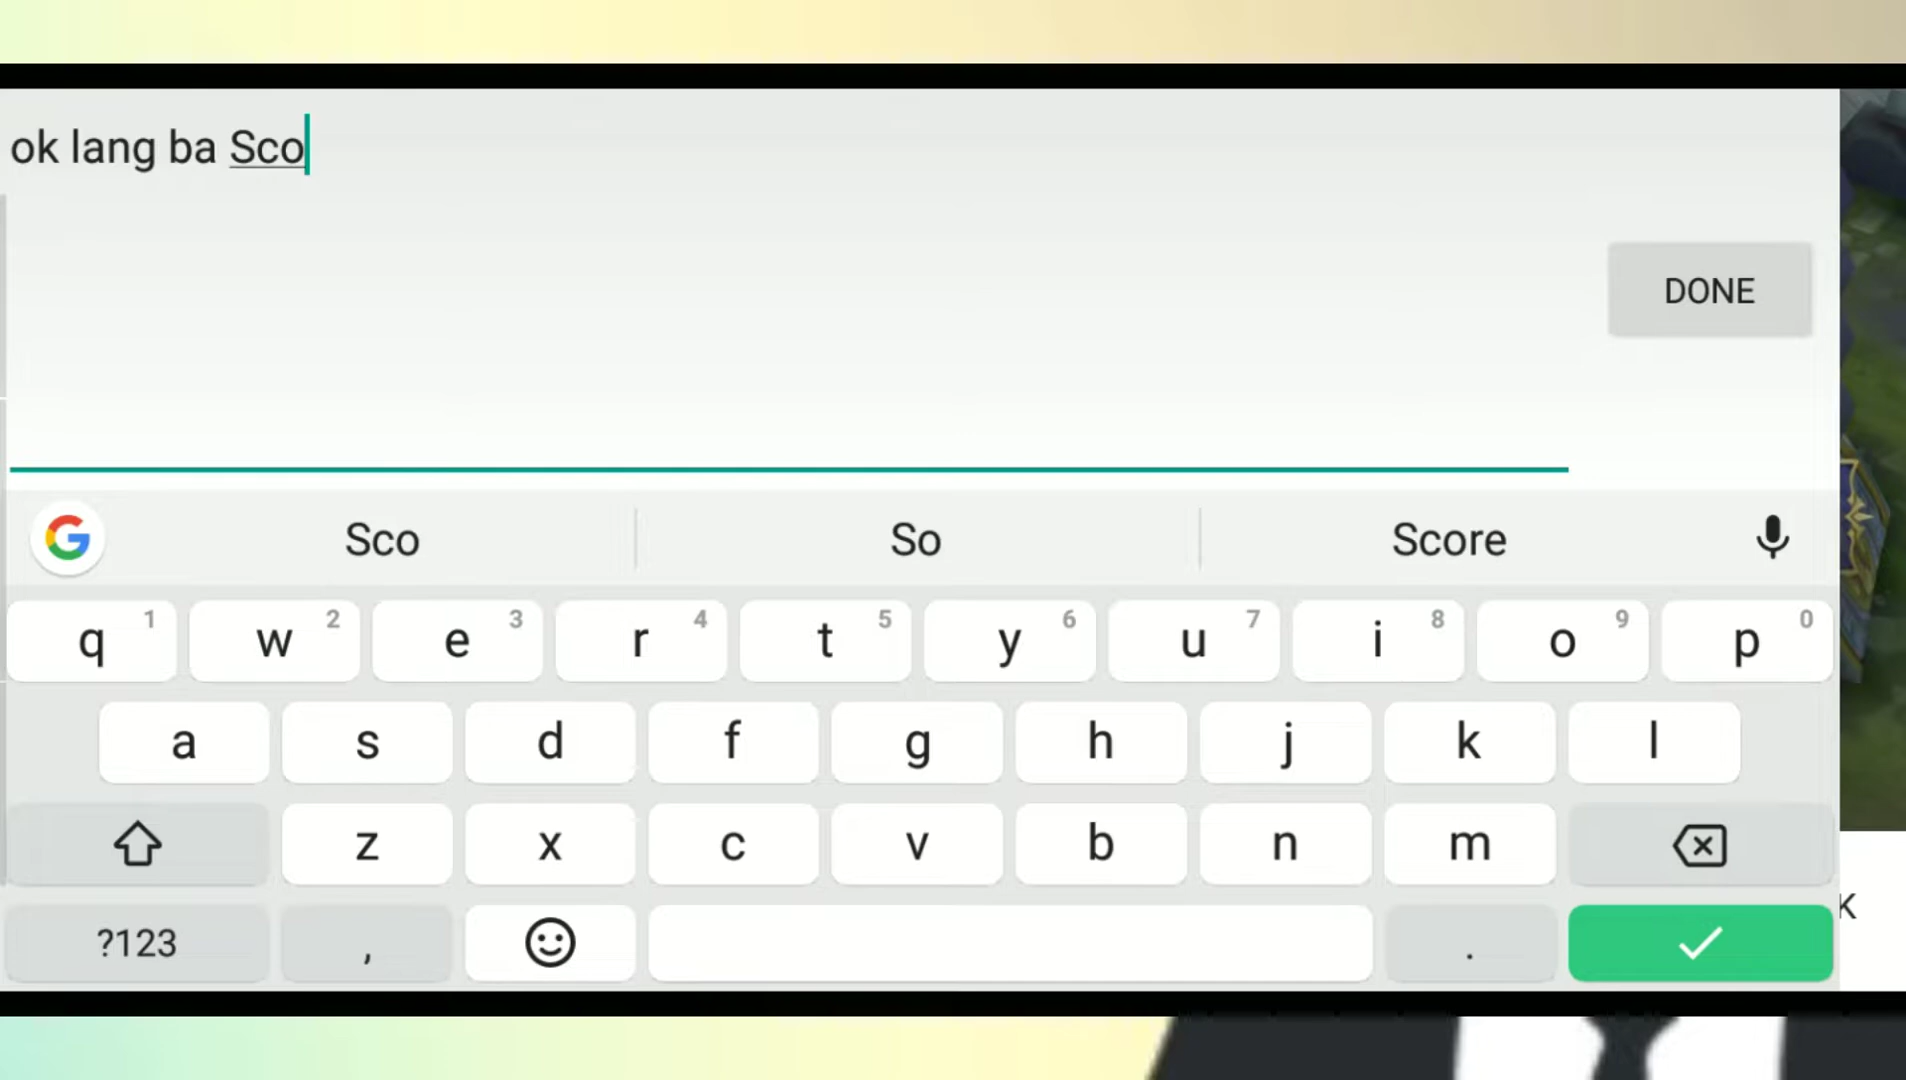 ok lang ba Sco
DONE
Sco So Score
q 1 w 2 e 3 r 4 t 5 y 6 u 7 i 8 o 9 p 0
a s d f g h j k l
z x c v b n m
K
?123 , .